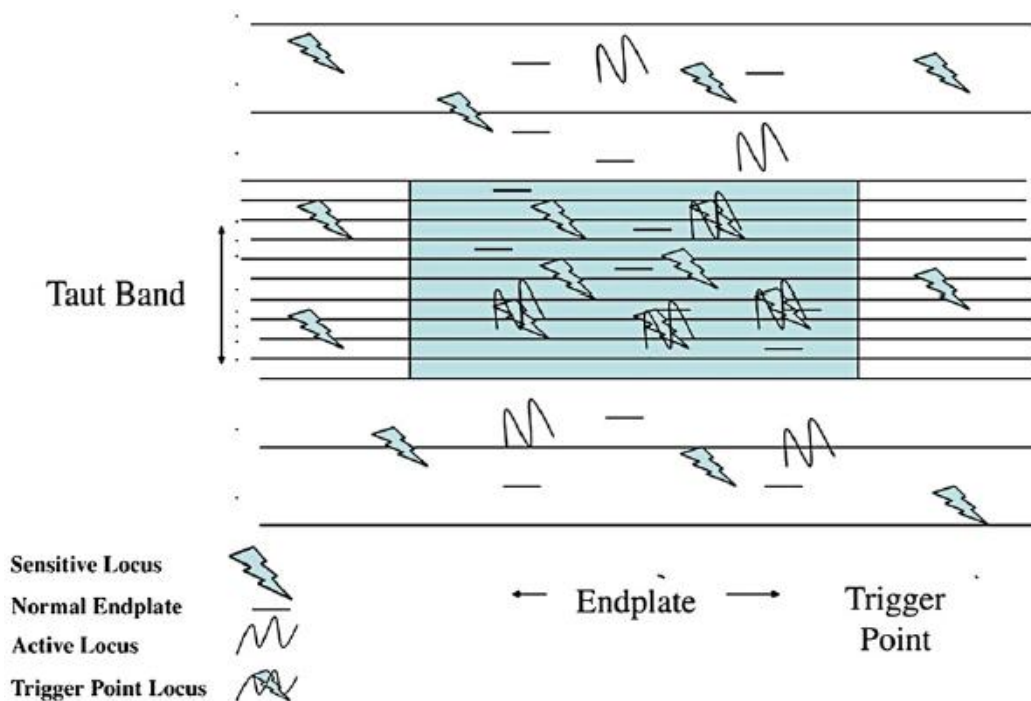 Taut Band
Sensitive Locus
Normal Endplate
Active Locus
Trigger Point Locus
Endplate
Trigger
Point